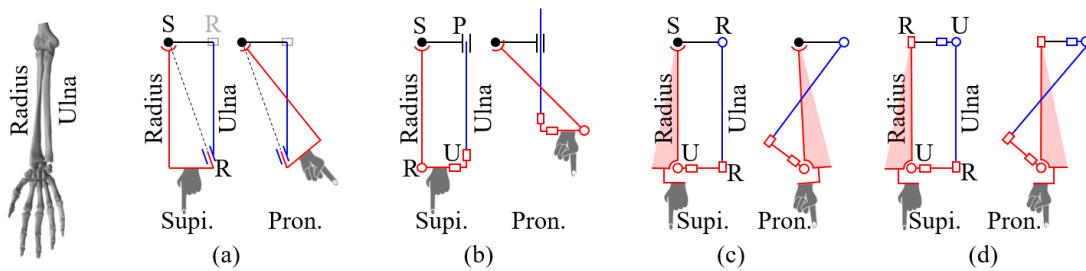 Radius
Ulna
S
R
Radius
Ulna
R
Supi.
Pron.
(a)
S
P
Radius
Ulna
R
U
Supi.
Pron.
(b)
S
R
Radius
Ulna
U
R
Supi.
Pron.
(c)
R
U
Radius
Ulna
U
R
Supi.
Pron.
(d)